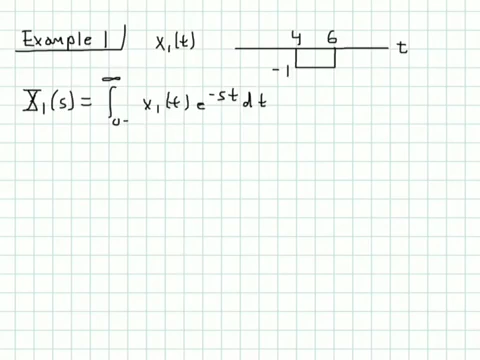 Example 1 x₁(t) 4 6 t
-1
X₁(s) = ∫₀₋^∞ x₁(t) e^-st dt